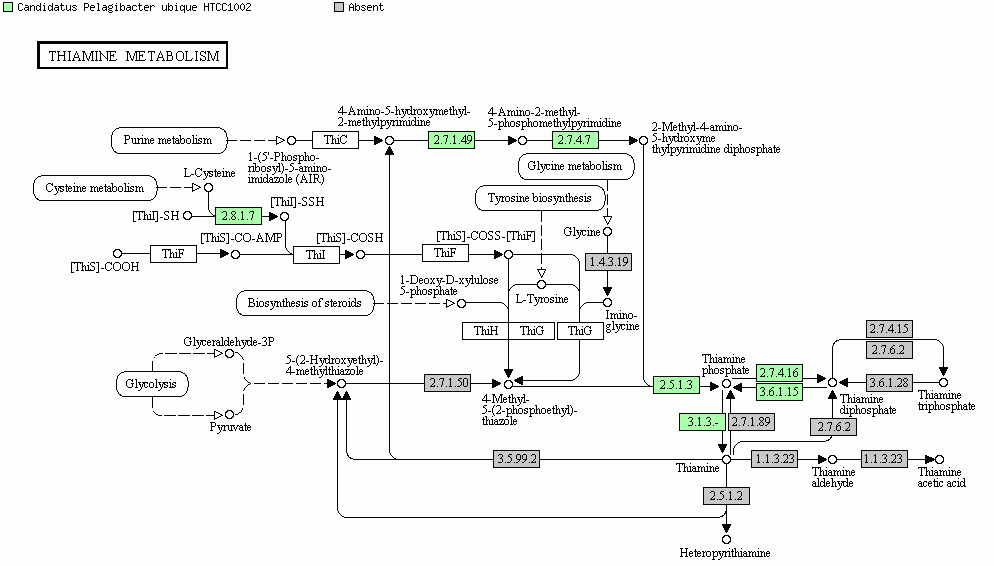 Candidatus Pelagibacter ubique HTCC1002
Absent
THIAMINE METABOLISM
4-Amino-5-hydroxymethyl-
2-methylpyrimidine
4-Amino-2-methyl-
5-phosphomethylpyrimidine
2-Methyl-4-amino-
5-hydroxyme
thylpyrimidine diphosphate
Purine metabolism
ThiC
2.7.1.49
2.7.4.7
1-(5'-Phospho-
ribosyl)-5-amino-
imidazole (AIR)
Glycine metabolism
L-Cysteine
Cysteine metabolism
Tyrosine biosynthesis
[ThiI]-SH
2.8.1.7
[ThiI]-SSH
Glycine
[ThiS]-COOH
ThiF
[ThiS]-CO-AMP
ThiI
[ThiS]-COSH
ThiF
[ThiS]-COSS-[ThiF]
1.4.3.19
1-Deoxy-D-xylulose
5-phosphate
L-Tyrosine
Biosynthesis of steroids
Imino-
glycine
ThiH
ThiG
ThiG
2.7.4.15
2.7.6.2
Glyceraldehyde-3P
5-(2-Hydroxyethyl)-
4-methylthiazole
Thiamine
phosphate
Glycolysis
2.7.1.50
2.5.1.3
2.7.4.16
3.6.1.15
3.6.1.28
4-Methyl-
5-(2-phosphoethyl)-
thiazole
Thiamine
diphosphate
Thiamine
triphosphate
Pyruvate
3.1.3.-
2.7.1.89
2.7.6.2
3.5.99.2
Thiamine
1.1.3.23
Thiamine
aldehyde
1.1.3.23
Thiamine
acetic acid
2.5.1.2
Heteropyrithiamine